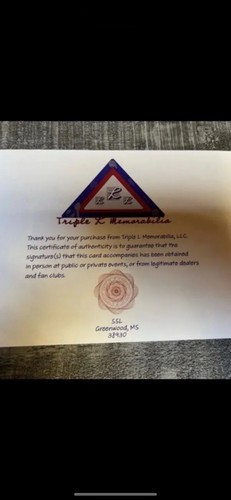 L
L L
Triple L Memorabilia
Thank you for your purchase from Triple L Memorabilia, LLC.
This certificate of authenticity is to guarantee that the
signature(s) that this card accompanies has been obtained
in person at public or private events, or from legitimate dealers
and fan clubs.
SSL
Greenwood, MS
38930